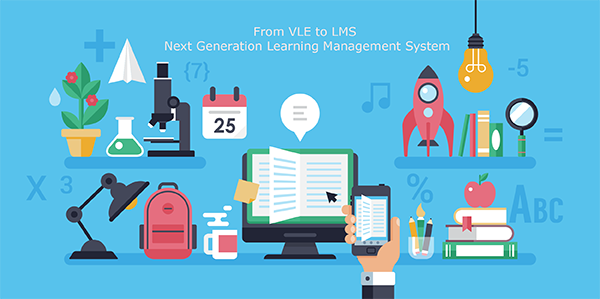 From VLE to LMS
Next Generation Learning Management System
{7}
-5
25
+
=
X 3
%
ABC